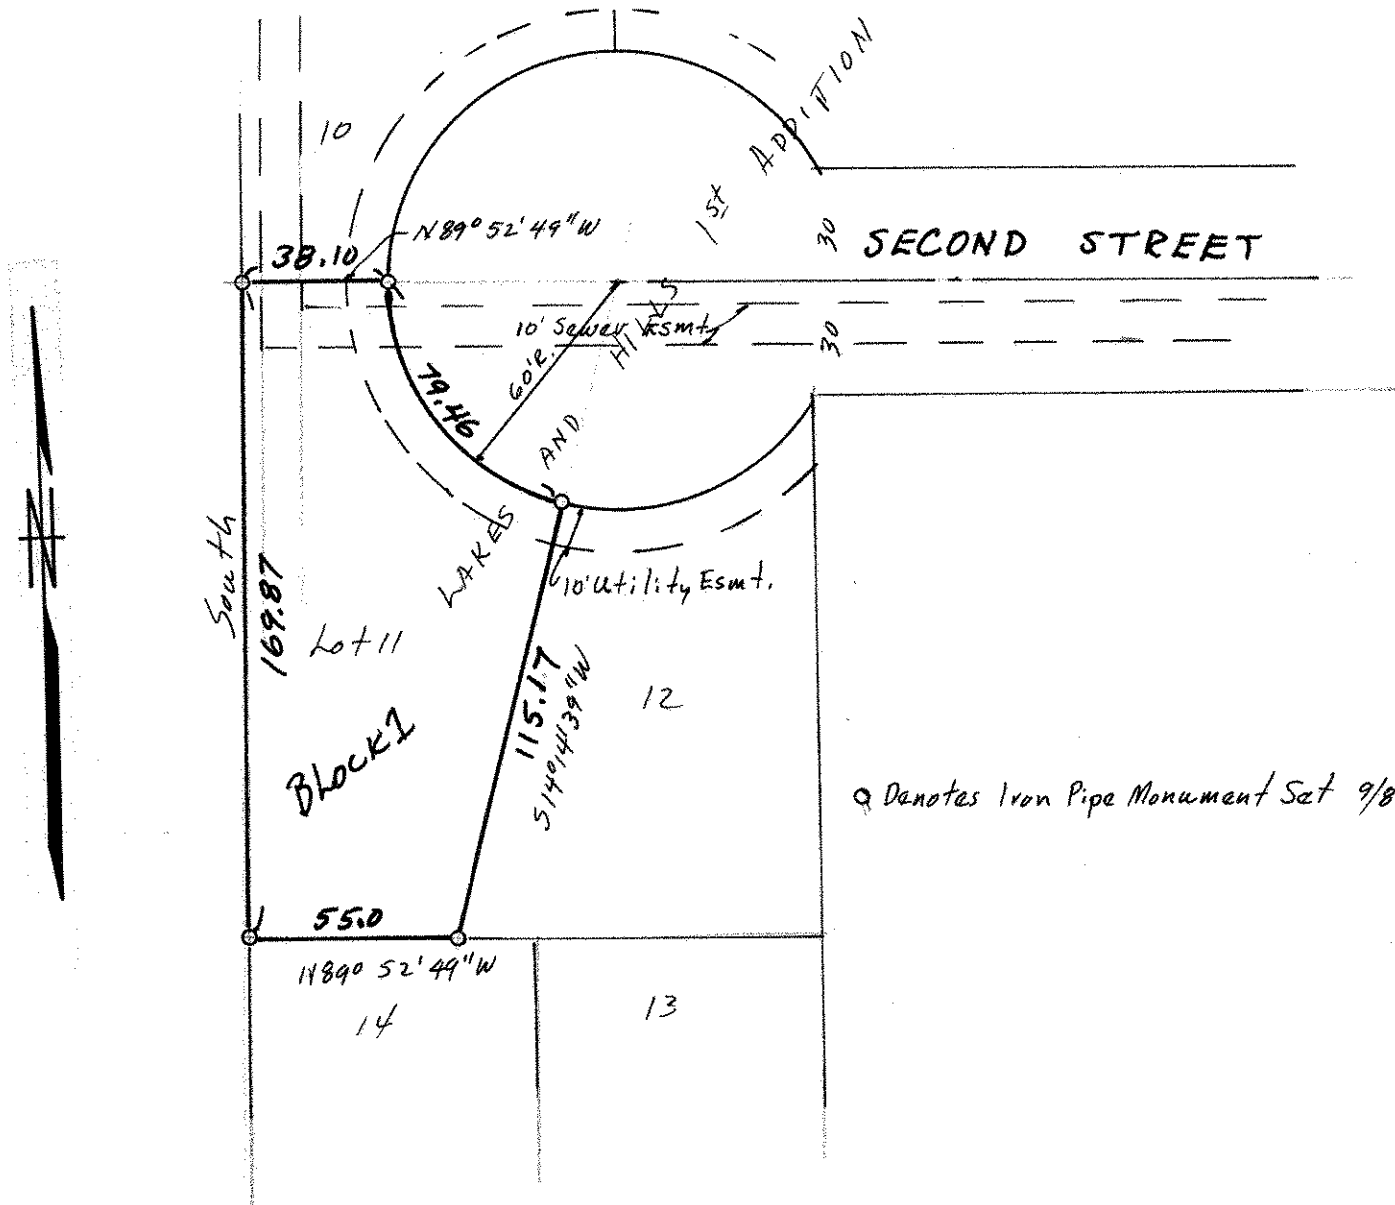 10
1st ADDITION
N89° 52' 49" W
38.10
30
SECOND STREET
10' Sewer Esmt.
HILLS
30
60'R.
79.46
AND
LAKES
N
South
169.87
10' Utility Esmt.
Lot 11
115.17
S 14° 14' 39" W
12
BLOCK 1
o Denotes Iron Pipe Monument Set 9/8
55.0
N89° 52' 49" W
14
13